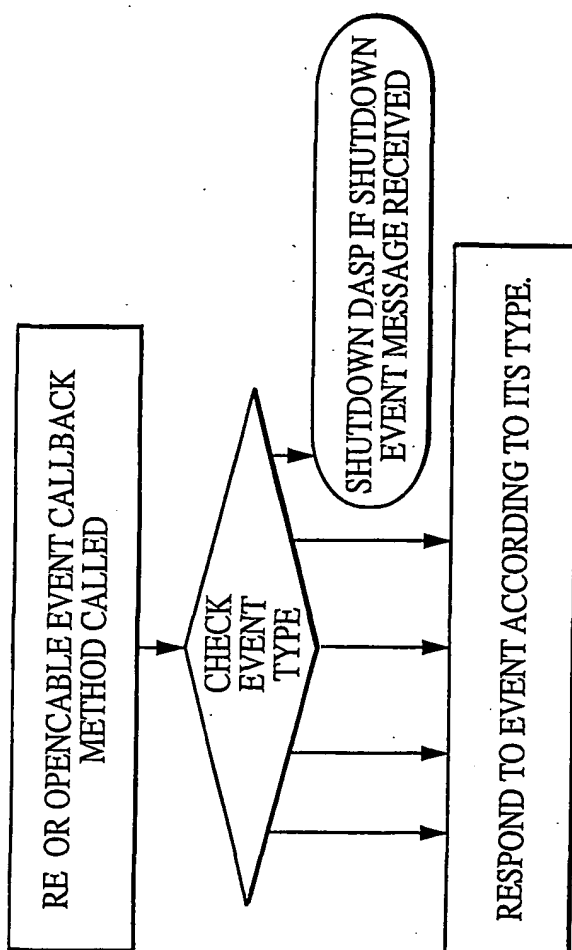 RE OR OPENCABLE EVENT CALLBACK
METHOD CALLED
CHECK
EVENT
TYPE
SHUTDOWN DASP IF SHUTDOWN
EVENT MESSAGE RECEIVED
RESPOND TO EVENT ACCORDING TO ITS TYPE.